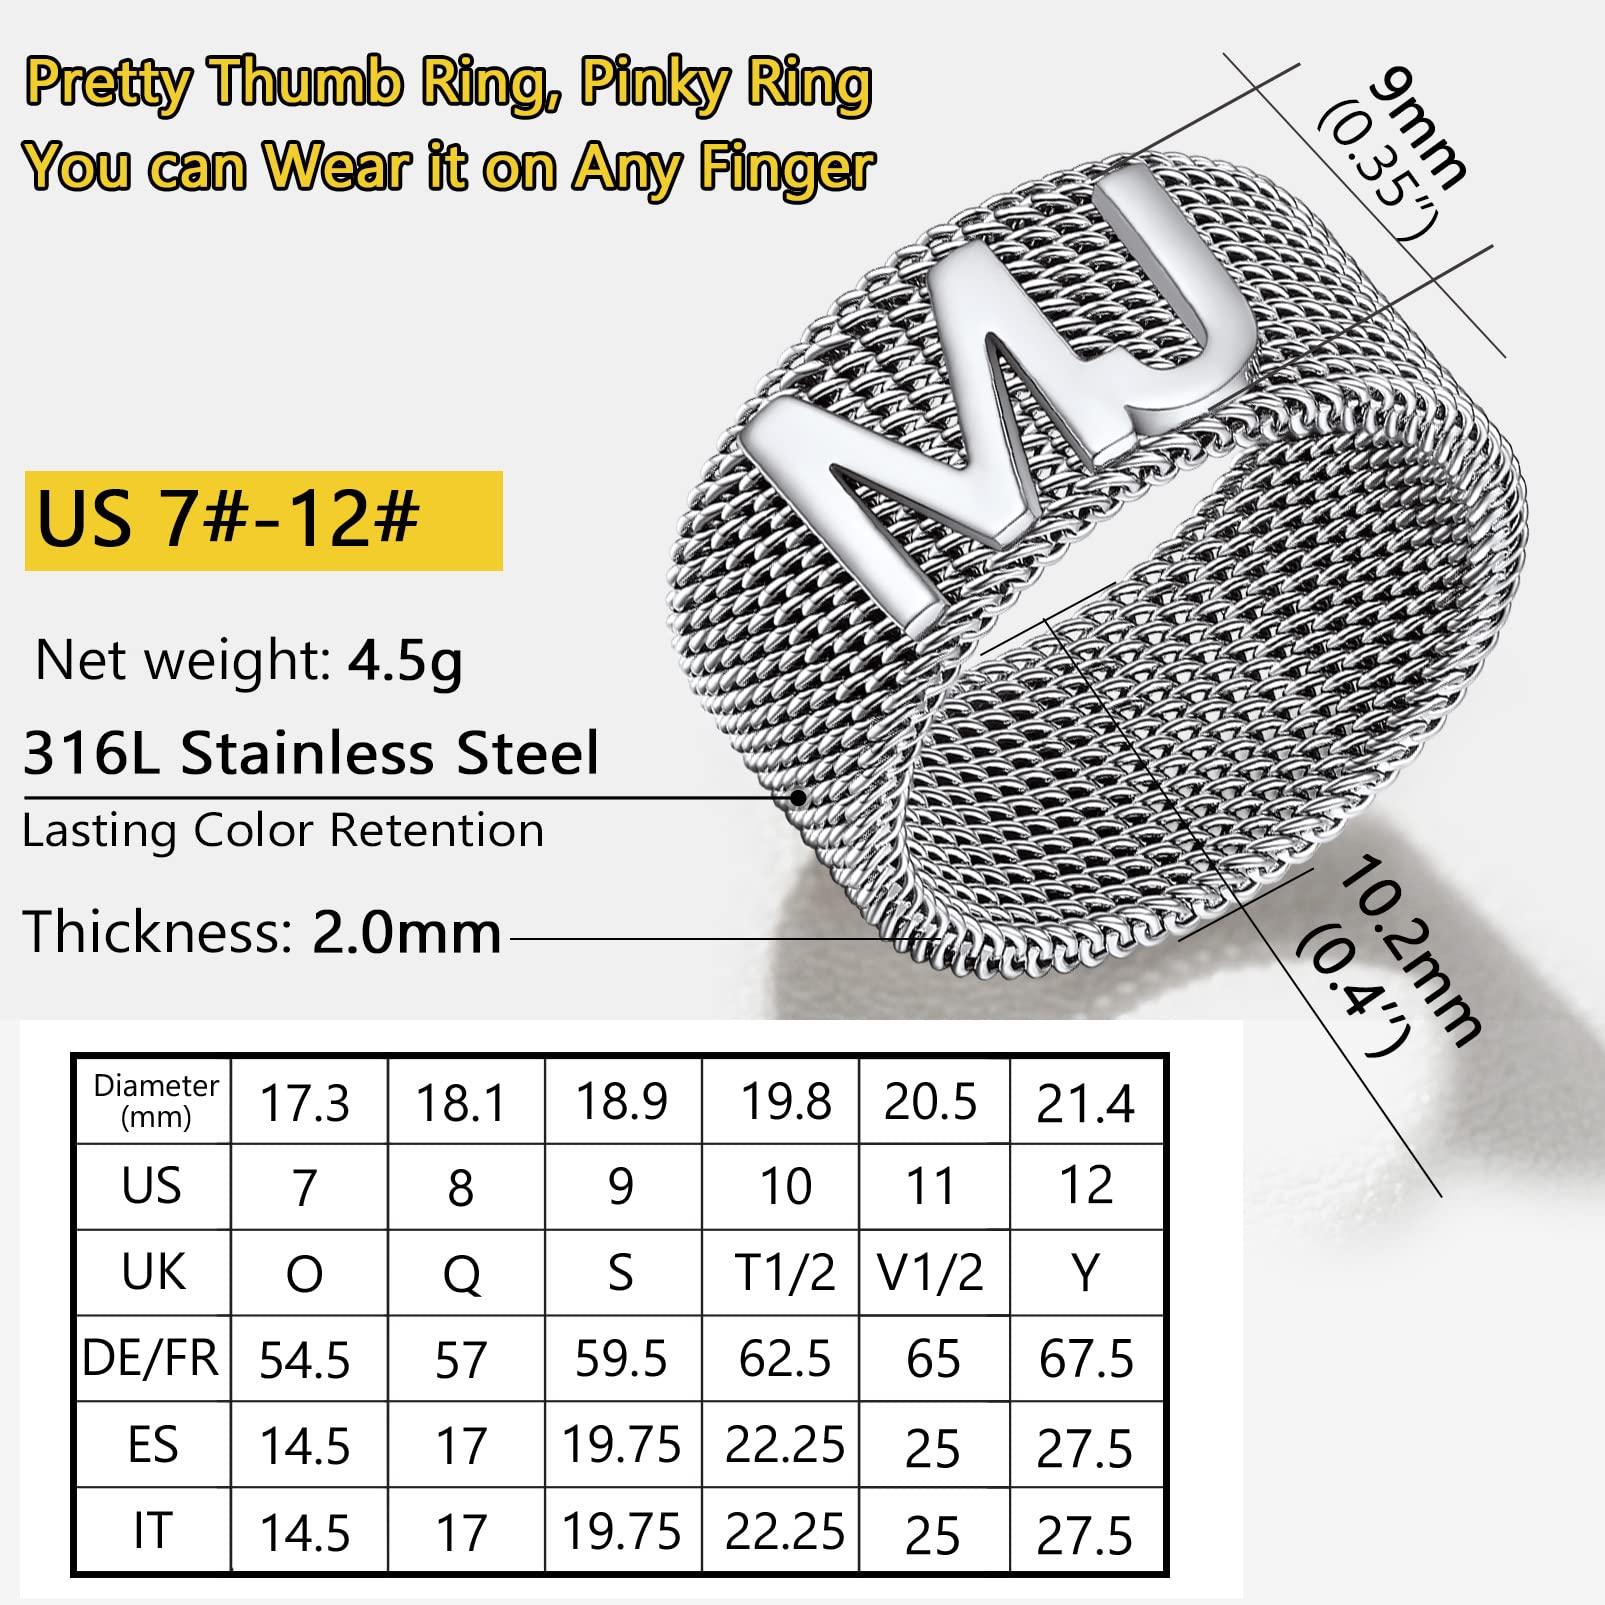 Pretty Thumb Ring, Pinky Ring
You can Wear it on Any Finger
9mm
(0.35")
MU
US 7#-12#
Net weight: 4.5g
316L Stainless Steel
Lasting Color Retention
Thickness: 2.0mm
10.2mm
(0.4")
Diameter (mm) 17.3 18.1 18.9 19.8 20.5 21.4
US 7 8 9 10 11 12
UK O Q S T1/2 V1/2 Y
DE/FR 54.5 57 59.5 62.5 65 67.5
ES 14.5 17 19.75 22.25 25 27.5
IT 14.5 17 19.75 22.25 25 27.5